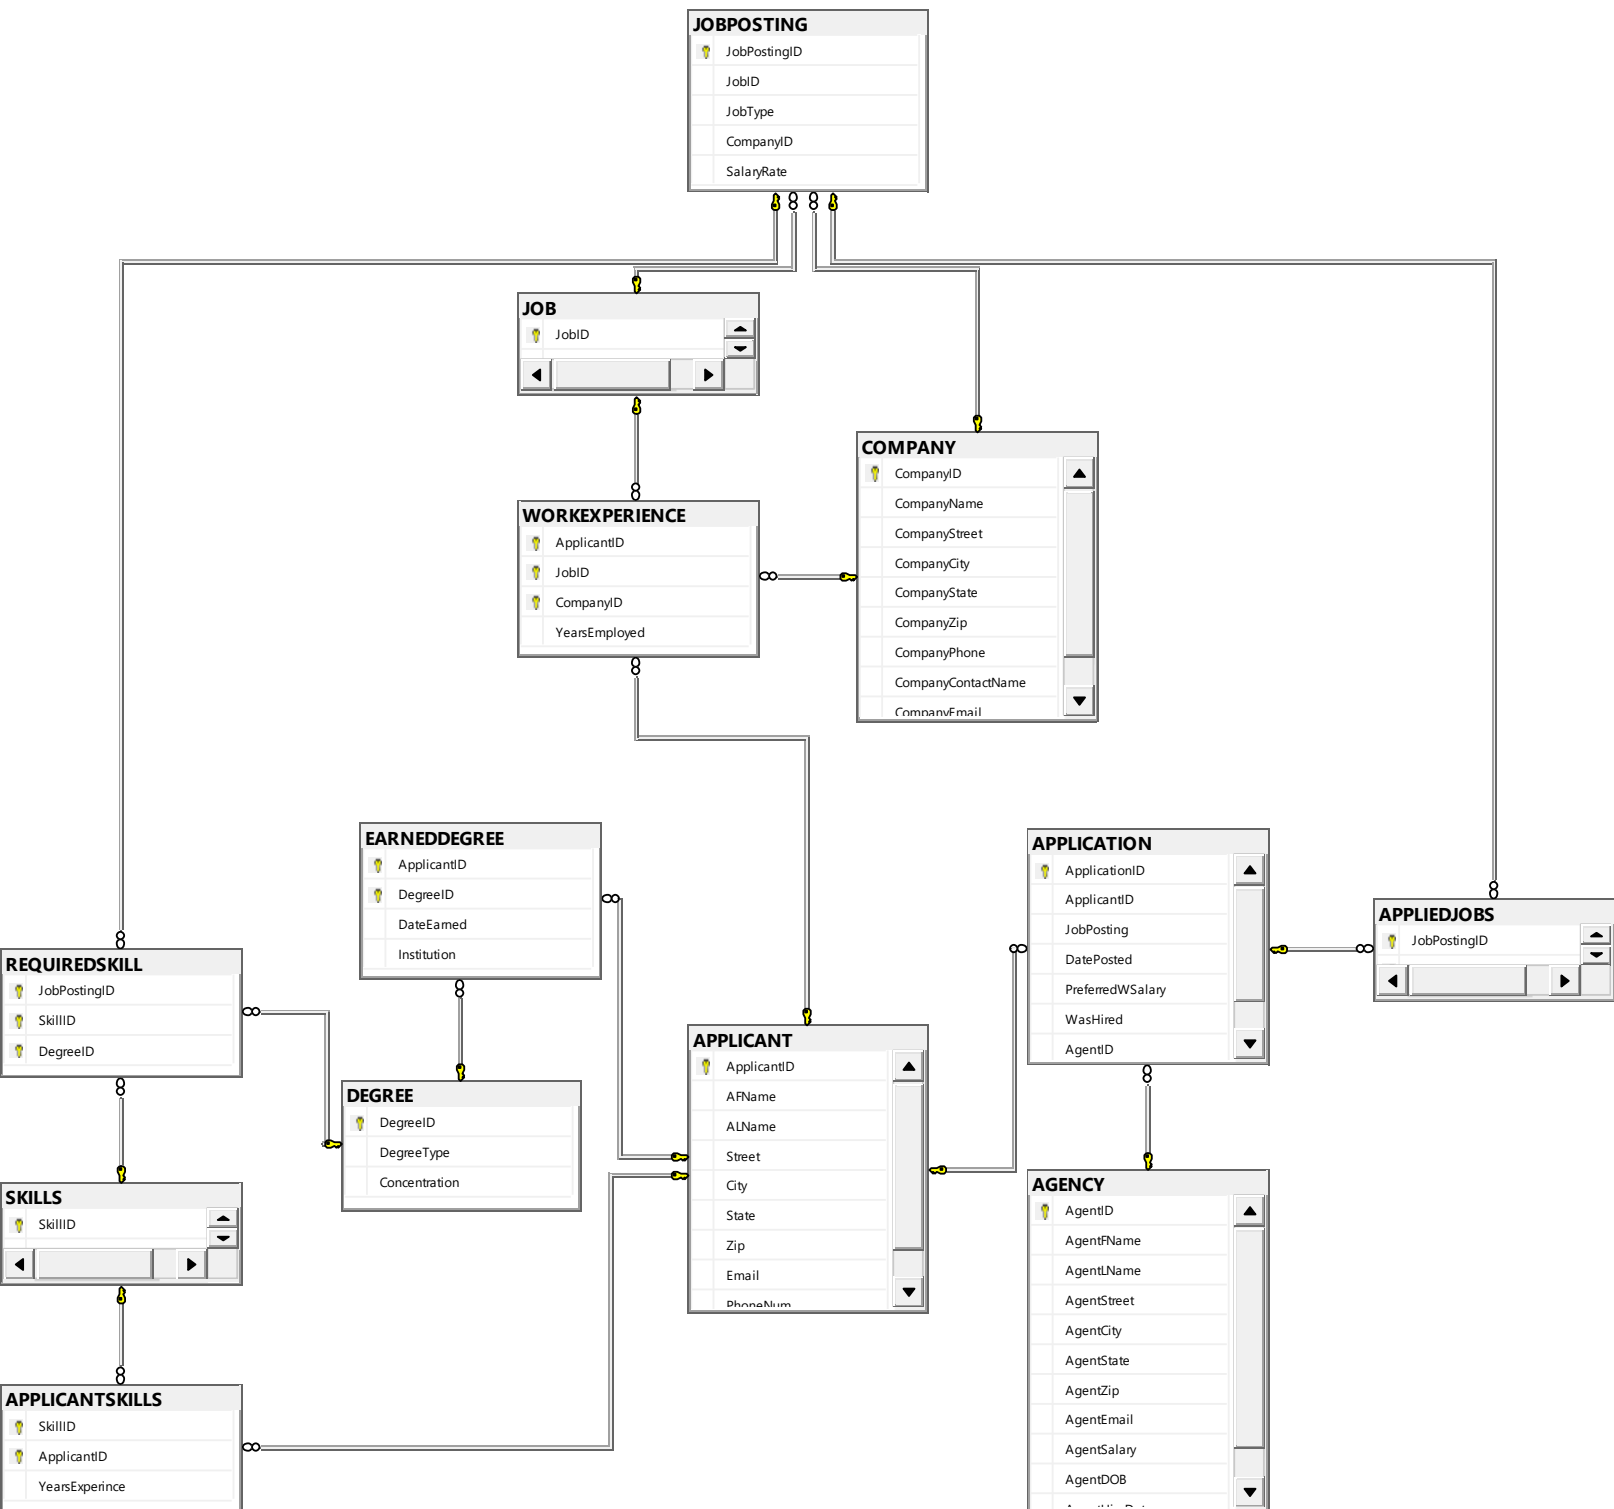 JOBPOSTING
JobPostingID
JobID
JobType
CompanyID
SalaryRate
JOB
JobID
COMPANY
CompanyID
CompanyName
CompanyStreet
CompanyCity
CompanyState
CompanyZip
CompanyPhone
CompanyContactName
CompanyEmail
WORKEXPERIENCE
ApplicantID
JobID
CompanyID
YearsEmployed
EARNEDDEGREE
ApplicantID
DegreeID
DateEarned
Institution
APPLICATION
ApplicationID
ApplicantID
JobPosting
DatePosted
PreferredWSalary
WasHired
AgentID
APPLIEDJOBS
JobPostingID
REQUIREDSKILL
JobPostingID
SkillID
DegreeID
DEGREE
DegreeID
DegreeType
Concentration
APPLICANT
ApplicantID
AFName
ALName
Street
City
State
Zip
Email
PhoneNum
SKILLS
SkillID
AGENCY
AgentID
AgentFName
AgentLName
AgentStreet
AgentCity
AgentState
AgentZip
AgentEmail
AgentSalary
AgentDOB
APPLICANTSKILLS
SkillID
ApplicantID
YearsExperince